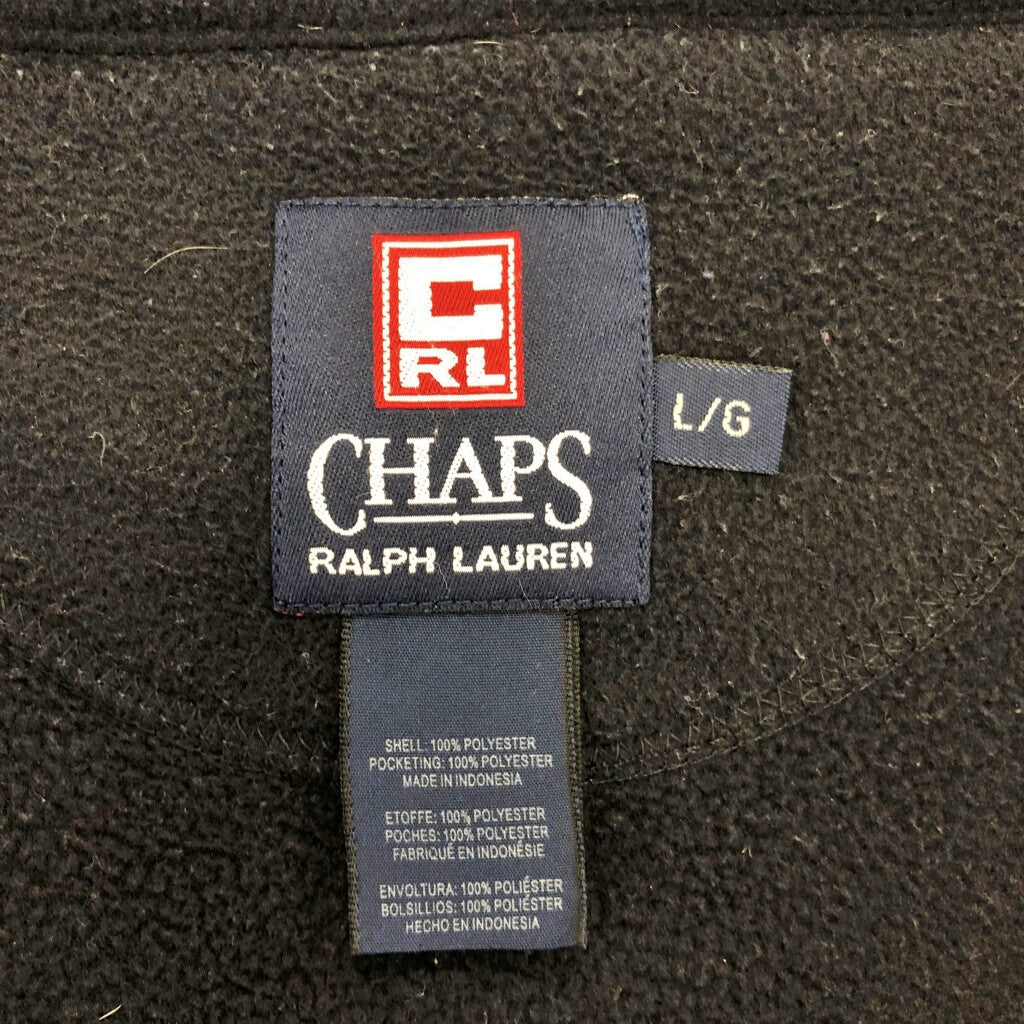 C
RL
CHAPS
RALPH LAUREN
L/G
SHELL: 100% POLYESTER
POCKETING: 100% POLYESTER
MADE IN INDONESIA
ETOFFE: 100% POLYESTER
POCHES: 100% POLYESTER
FABRIQUÉ EN INDONÉSIE
ENVOLTURA: 100% POLIÉSTER
BOLSILLIOS: 100% POLIÉSTER
HECHO EN INDONESIA